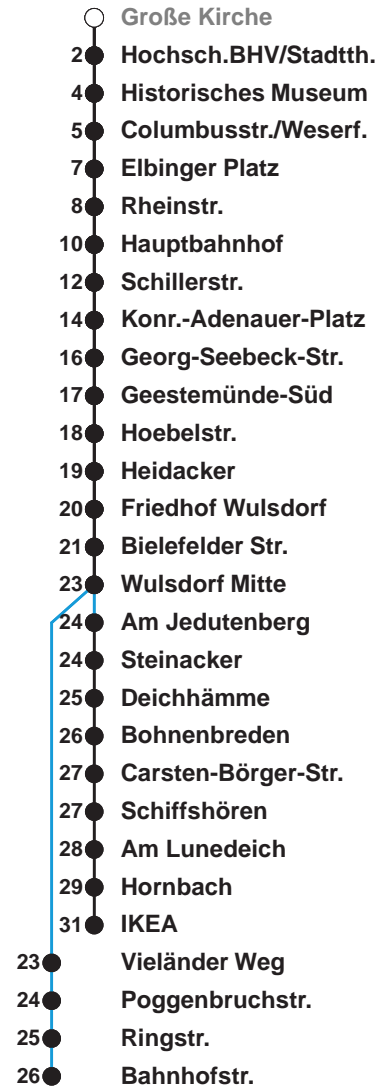 Große Kirche
2 Hochsch.BHV/Stadtth.
4 Historisches Museum
5 Columbusstr./Weserf.
7 Elbinger Platz
8 Rheinstr.
10 Hauptbahnhof
12 Schillerstr.
14 Konr.-Adenauer-Platz
16 Georg-Seebeck-Str.
17 Geestemünde-Süd
18 Hoebelstr.
19 Heidacker
20 Friedhof Wulsdorf
21 Bielefelder Str.
23 Wulsdorf Mitte
24 Am Jedutenberg
24 Steinacker
25 Deichhämme
26 Bohnenbreden
27 Carsten-Börger-Str.
27 Schiffshören
28 Am Lunedeich
29 Hornbach
31 IKEA
23 Vieländer Weg
24 Poggenbruchstr.
25 Ringstr.
26 Bahnhofstr.